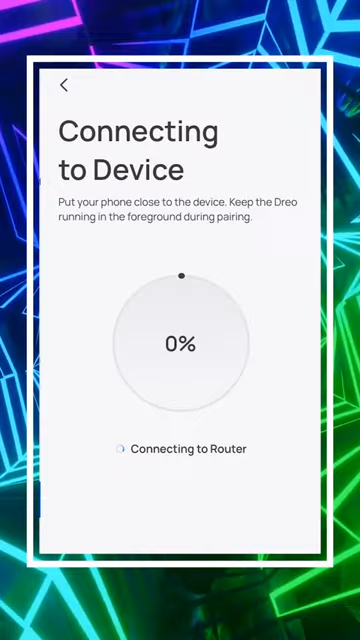 Connecting
to Device
Put your phone close to the device. Keep the Dreo
running in the foreground during pairing.
0%
Connecting to Router